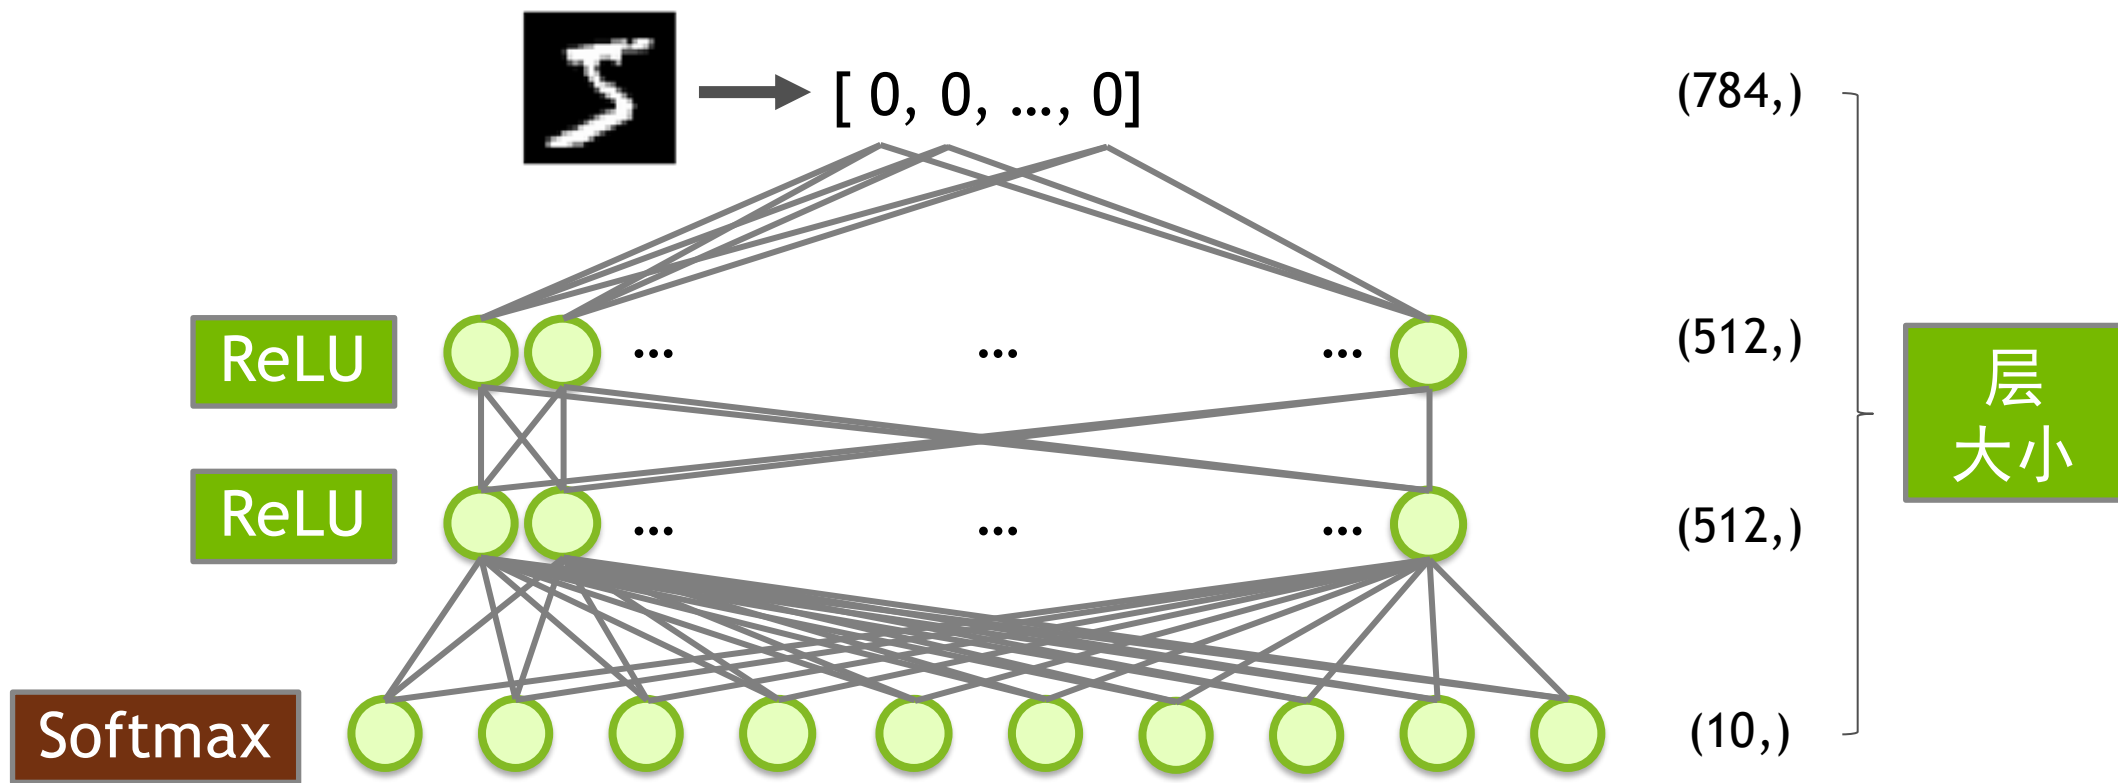 [ 0, 0, ..., 0]
(784,)
ReLU
... ... ...
(512,)
层
大小
ReLU
... ... ...
(512,)
Softmax
(10,)